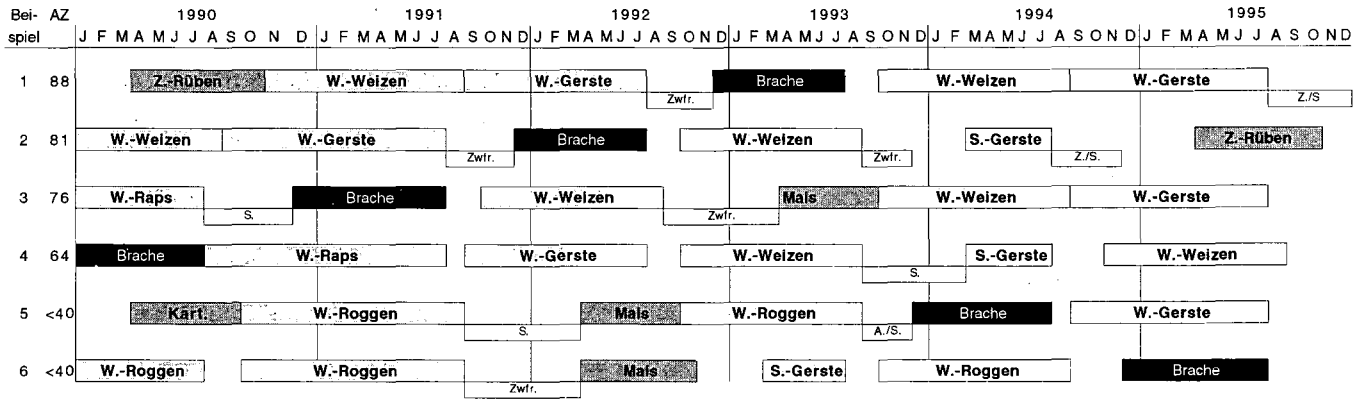 Bei- AZ 1990 1991 1992 1993 1994 1995
spiel J F M A M J J A S O N D J F M A M J J A S O N D J F M A M J J A S O N D J F M A M J J A S O N D J F M A M J J A S O N D J F M A M J J A S O N D
1 88 Z.-Rüben W.-Weizen W.-Gerste Brache W.-Weizen W.-Gerste
Zwfr. Z./S
2 81 W.-Weizen W.-Gerste Brache W.-Weizen S.-Gerste Z.-Rüben
Zwfr. Zwfr. Z./S.
3 76 W.-Raps Brache W.-Weizen Mais W.-Weizen W.-Gerste
S. Zwfr.
4 64 Brache W.-Raps W.-Gerste W.-Weizen S.-Gerste W.-Weizen
S.
5 <40 Kart. W.-Roggen Mais W.-Roggen Brache W.-Gerste
S. A./S.
6 <40 W.-Roggen W.-Roggen Mais S.-Gerste W.-Roggen Brache
Zwfr.